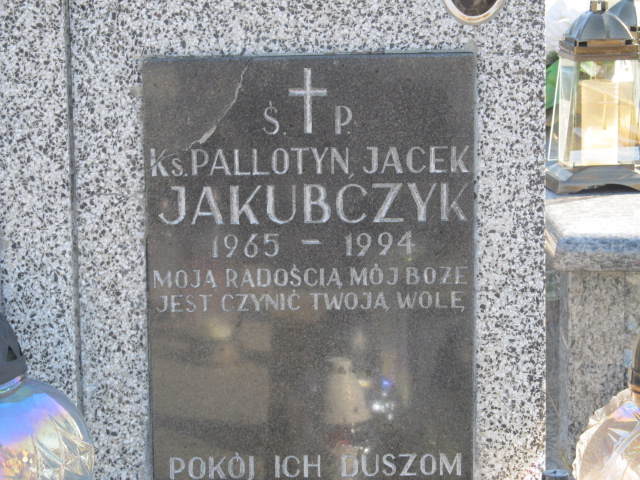 Ś. P.
Ks. PALLOTYN, JACEK
JAKUBCZYK
1965 – 1994
MOJĄ RADOŚCIĄ MÓJ BOŻE
JEST CZYNIĆ TWOJĄ WOLĘ
POKÓJ ICH DUSZOM